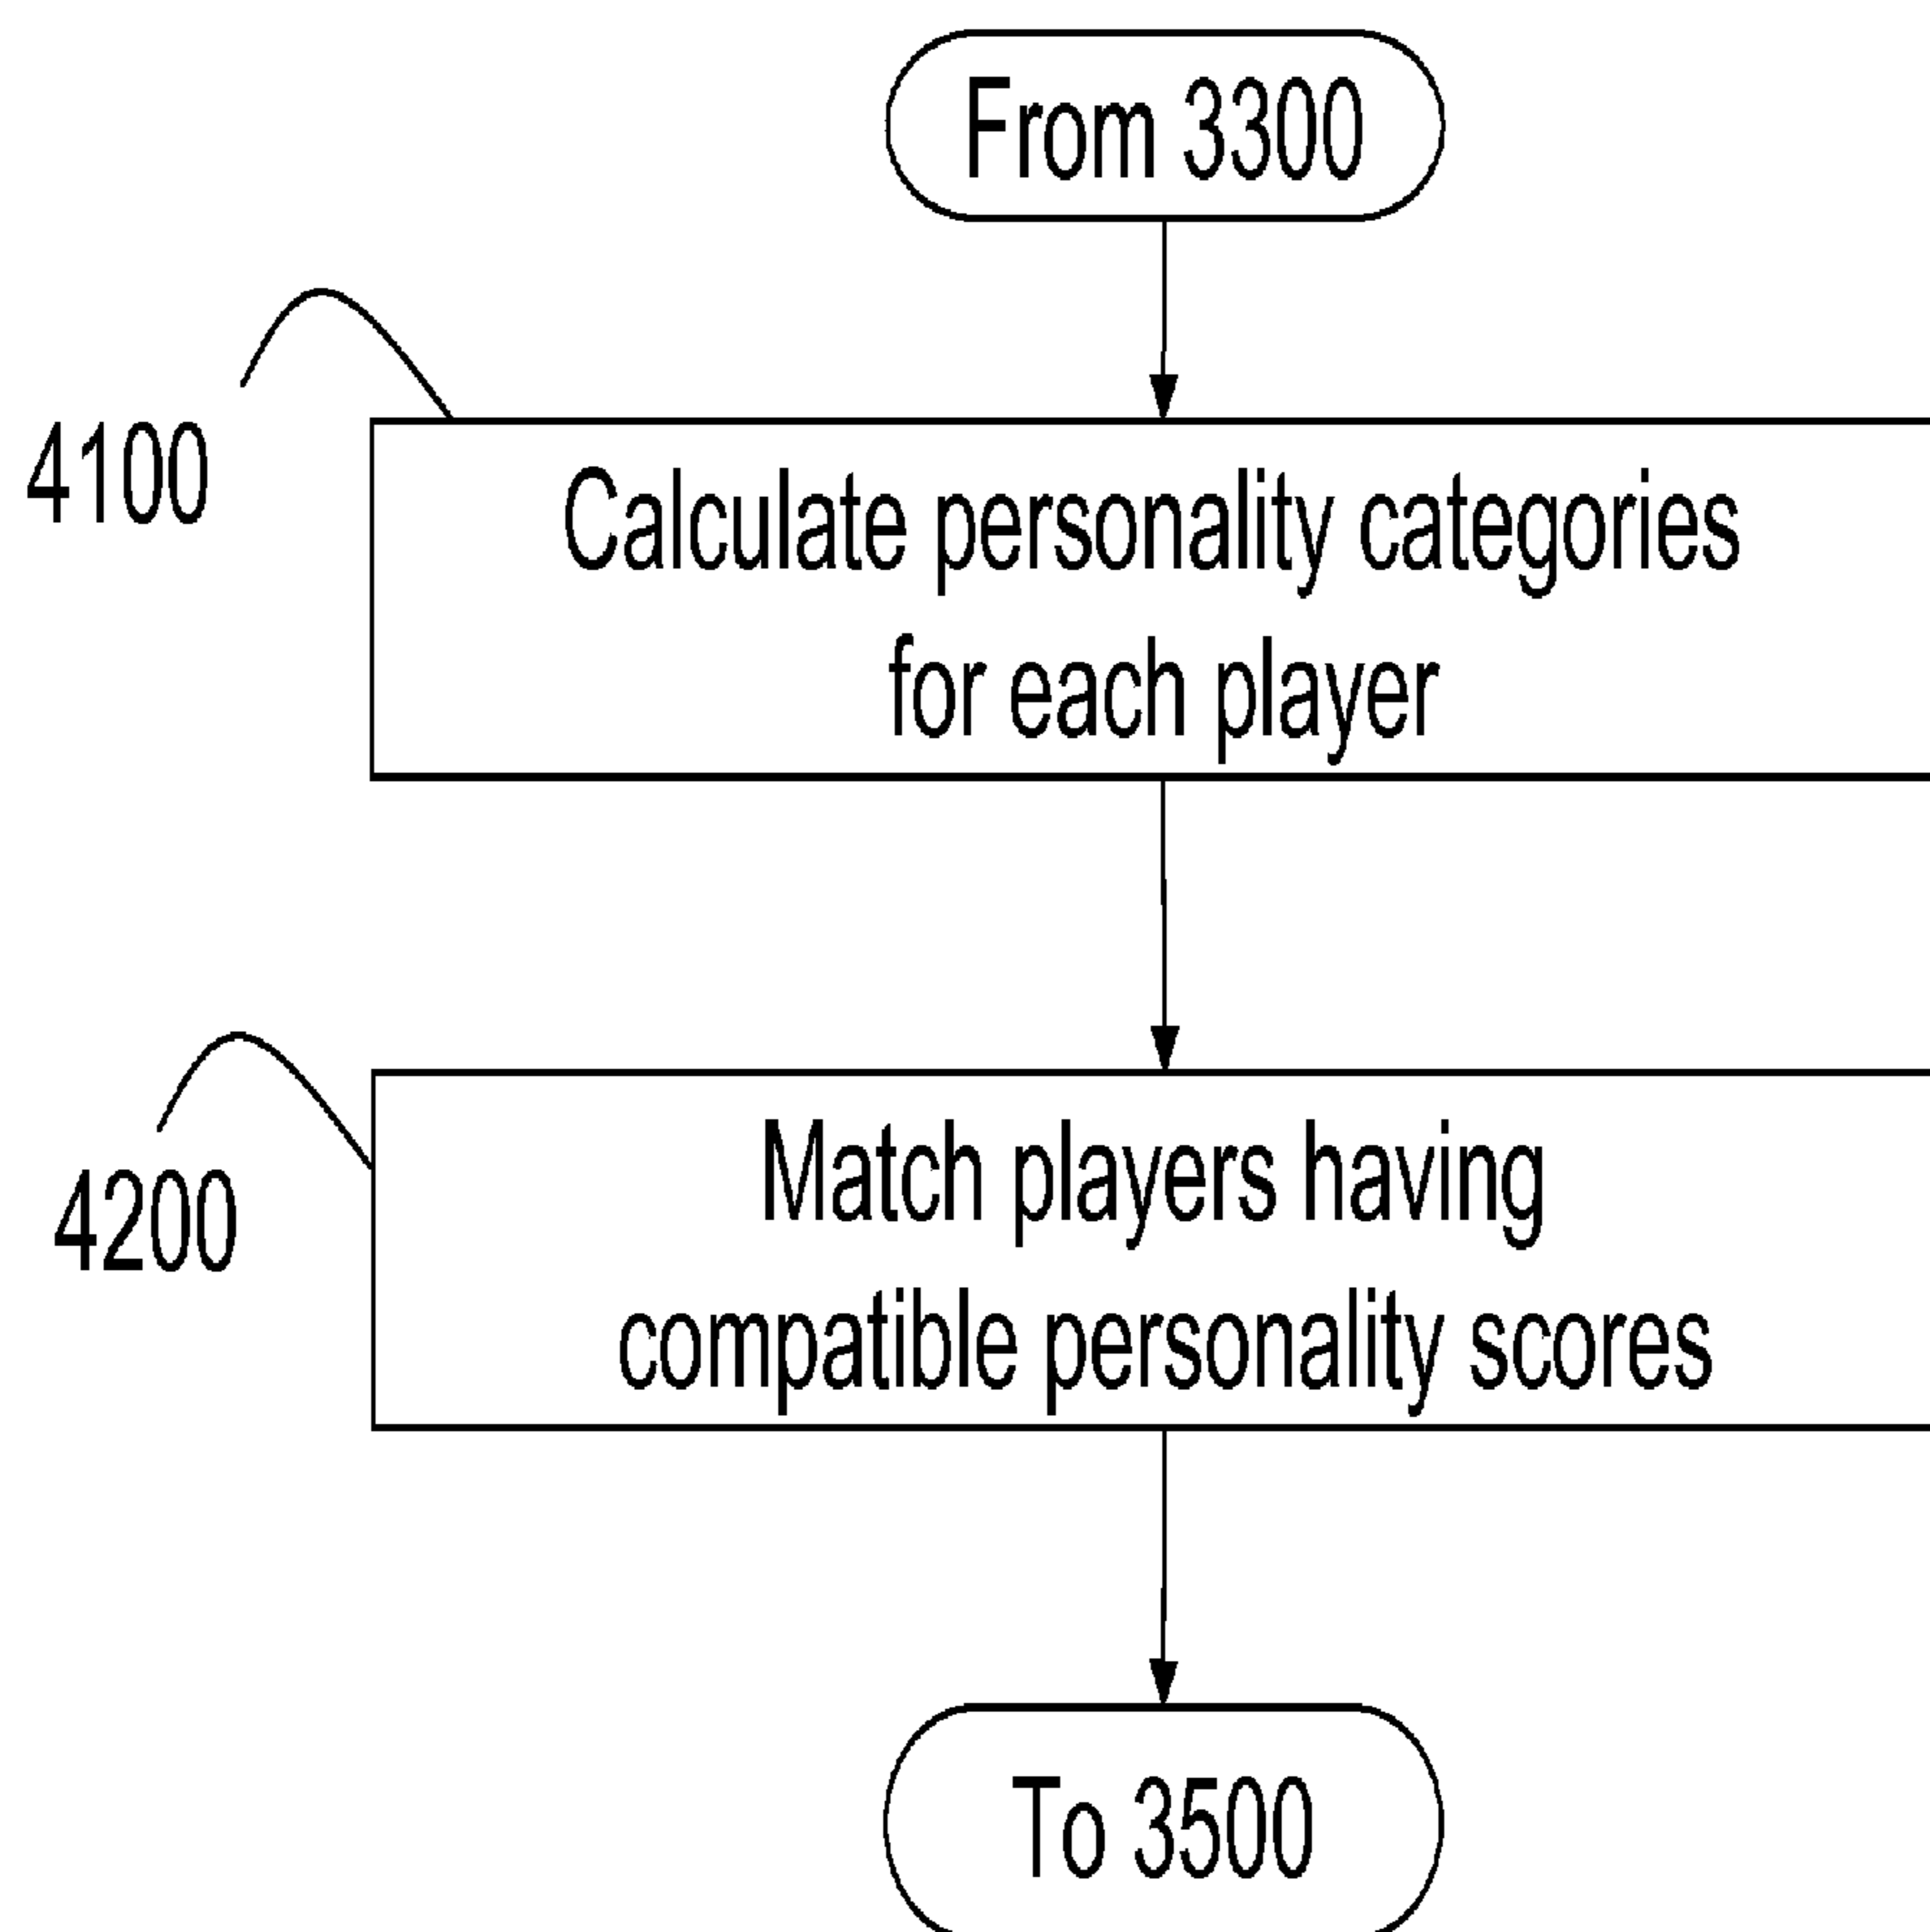 From 3300
4100
Calculate personality categories
for each player
4200
Match players having
compatible personality scores
To 3500